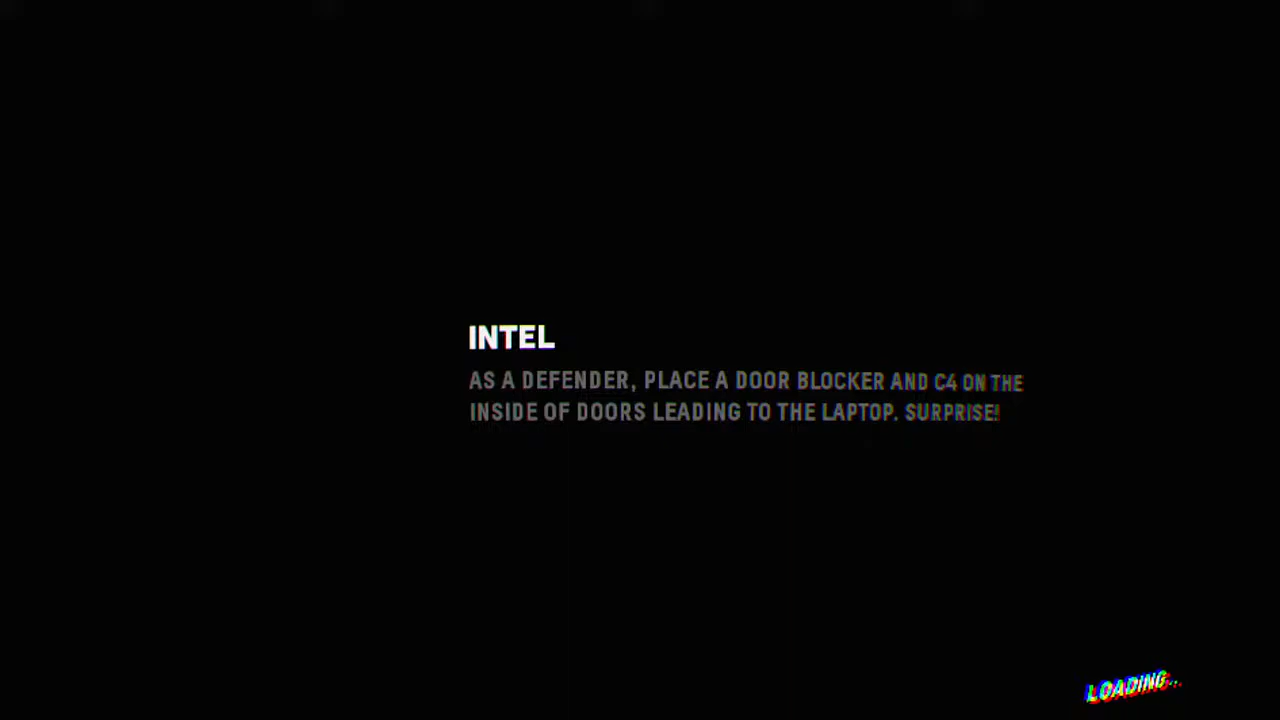 INTEL
AS A DEFENDER, PLACE A DOOR BLOCKER AND C4 ON THE
INSIDE OF DOORS LEADING TO THE LAPTOP. SURPRISE!
LOADING...